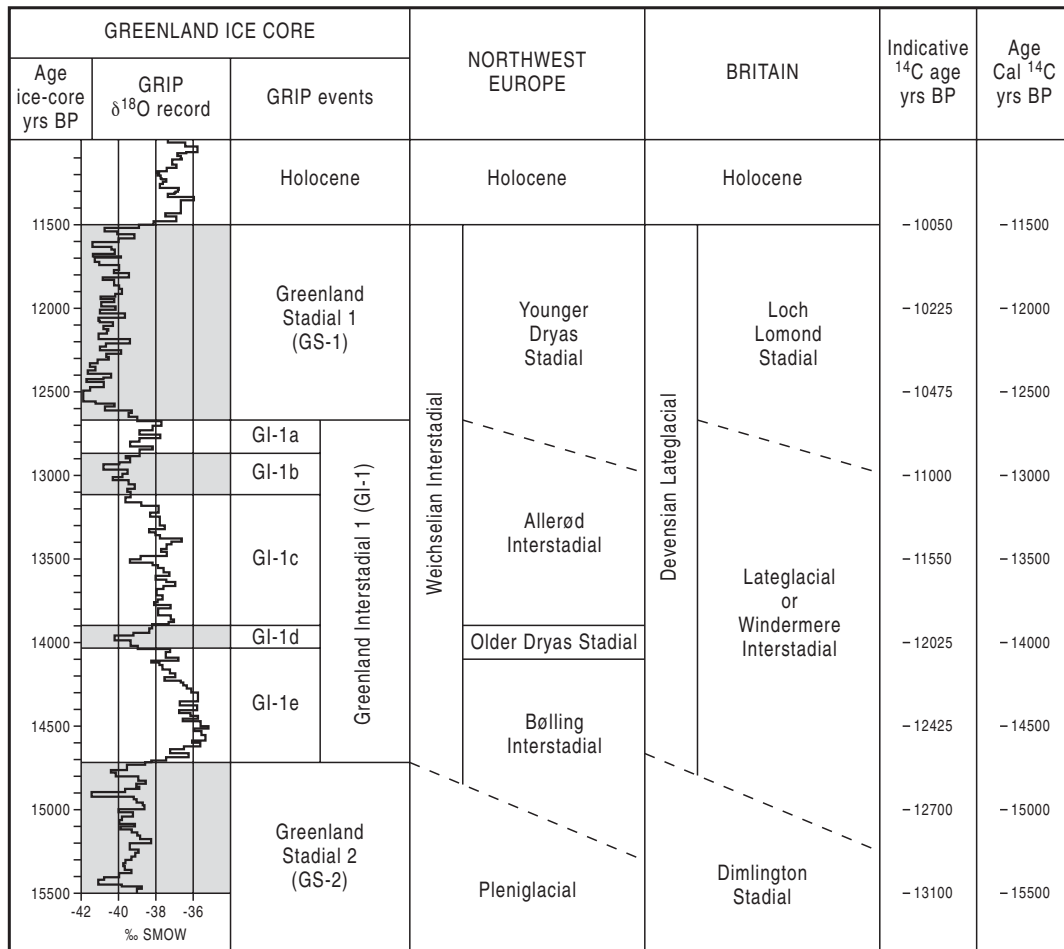 GREENLAND ICE CORE
Age
ice-core
yrs BP
GRIP
δ¹⁸O record
GRIP events
NORTHWEST
EUROPE
BRITAIN
Indicative
¹⁴C age
yrs BP
Age
Cal ¹⁴C
yrs BP
Holocene
Holocene
Holocene
11500
12000
12500
13000
13500
14000
14500
15000
15500
-42
-40
-38
-36
‰ SMOW
Greenland
Stadial 1
(GS-1)
GI-1a
GI-1b
GI-1c
GI-1d
GI-1e
Greenland Interstadial 1 (GI-1)
Greenland
Stadial 2
(GS-2)
Weichselian Interstadial
Younger
Dryas
Stadial
Allerød
Interstadial
Older Dryas Stadial
Bølling
Interstadial
Pleniglacial
Devensian Lateglacial
Loch
Lomond
Stadial
Lateglacial
or
Windermere
Interstadial
Dimlington
Stadial
–10050
–10225
–10475
–11000
–11550
–12025
–12425
–12700
–13100
–11500
–12000
–12500
–13000
–13500
–14000
–14500
–15000
–15500